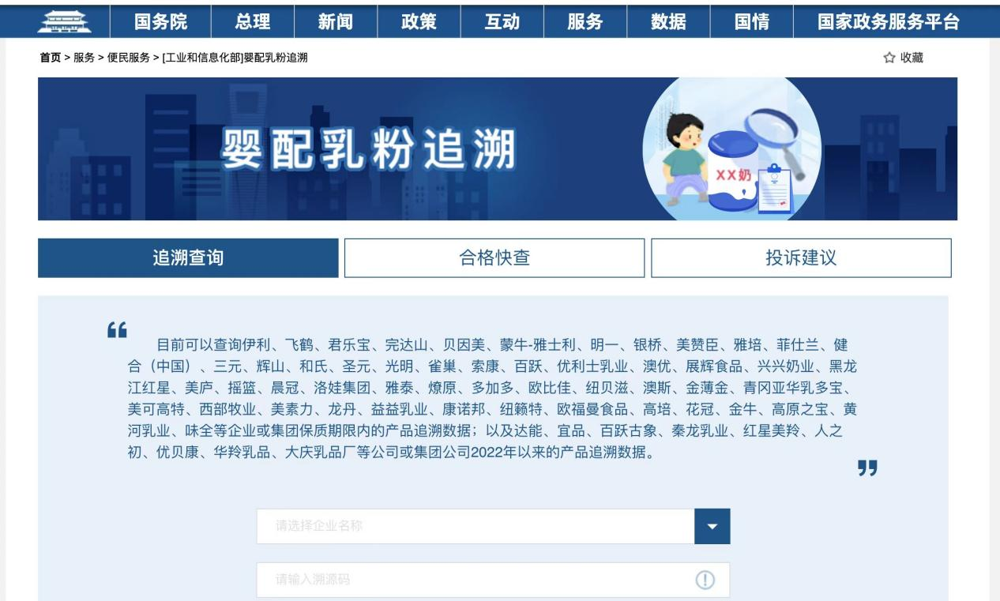 国务院 总理 新闻 政策 互动 服务 数据 国情 国家政务服务平台
首页 > 服务 > 便民服务 > [工业和信息化部]婴配乳粉追溯
☆ 收藏
婴配乳粉追溯
XX奶
追溯查询 合格快查 投诉建议
“
目前可以查询伊利、飞鹤、君乐宝、完达山、贝因美、蒙牛-雅士利、明一、银桥、美赞臣、雅培、菲仕兰、健
合（中国）、三元、辉山、和氏、圣元、光明、雀巢、索康、百跃、优利士乳业、澳优、展辉食品、兴兴奶业、黑龙
江红星、美庐、摇篮、晨冠、洛娃集团、雅泰、燎原、多加多、欧比佳、纽贝滋、澳斯、金薄金、青冈亚华乳多宝、
美可高特、西部牧业、美素力、龙丹、益益乳业、康诺邦、纽籁特、欧福曼食品、高培、花冠、金牛、高原之宝、黄
河乳业、味全等企业或集团保质期限内的产品追溯数据；以及达能、宜品、百跃古象、秦龙乳业、红星美羚、人之
初、优贝康、华羚乳品、大庆乳品厂等公司或集团公司2022年以来的产品追溯数据。
”
请选择企业名称
请输入溯源码